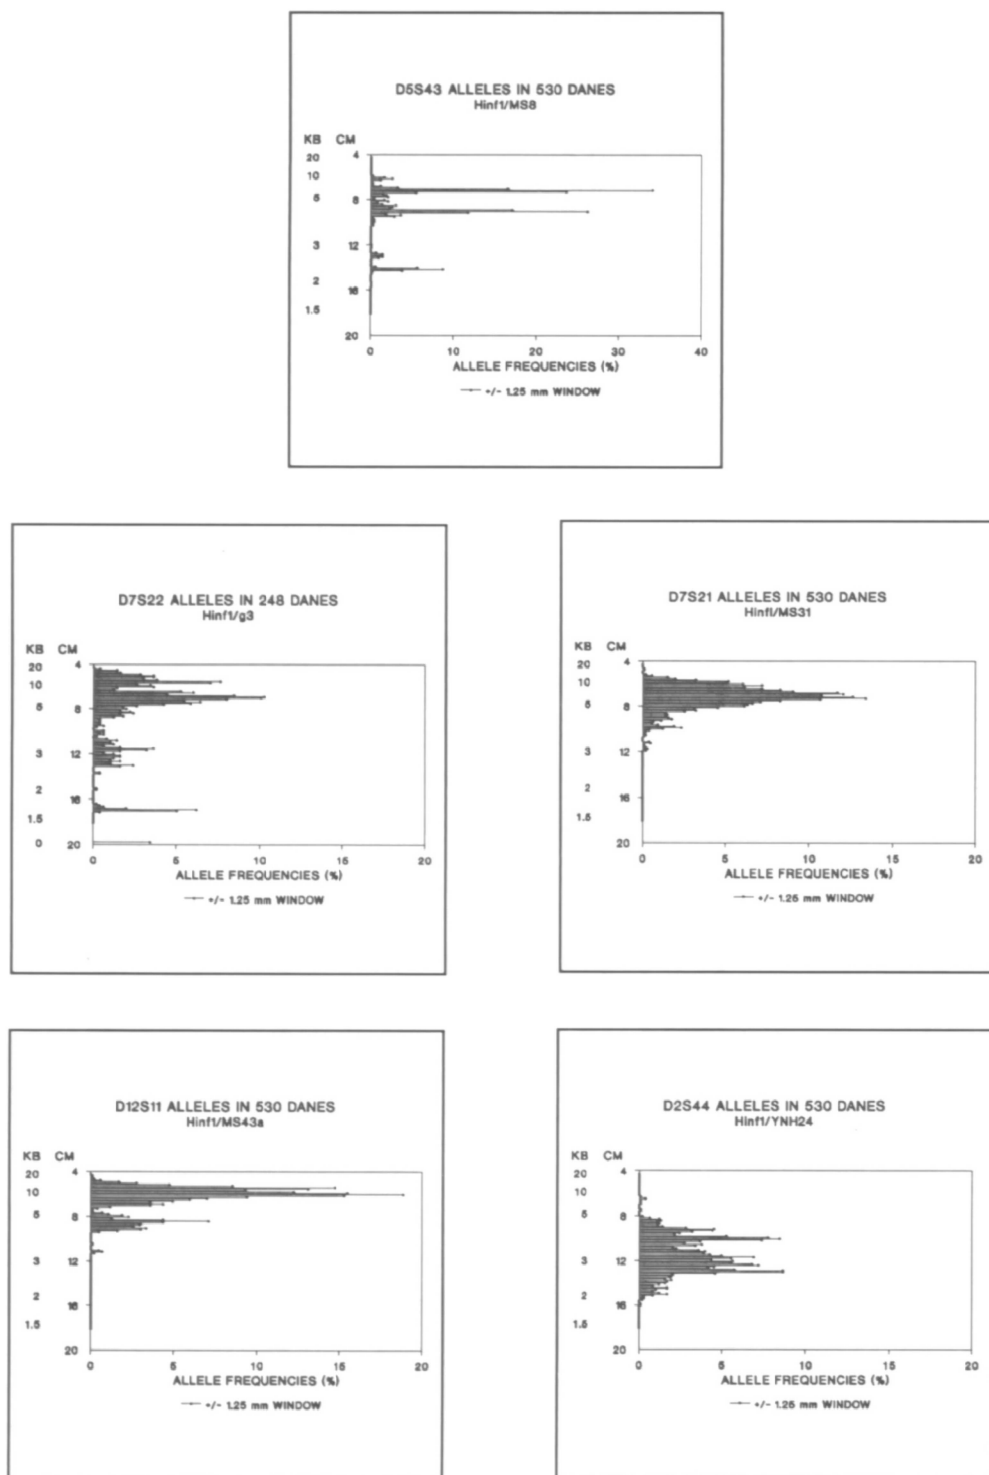 D5S43 ALLELES IN 530 DANES
Hinf1/MS8
KB CM
20 4
10
5 8
3 12
2 16
1.5
20
0 10 20 30 40
ALLELE FREQUENCIES (%)
+/- 1.25 mm WINDOW
D7S22 ALLELES IN 248 DANES
Hinf1/g3
KB CM
20 4
10
5 8
3 12
2 16
1.5
0 20
0 5 10 15 20
ALLELE FREQUENCIES (%)
+/- 1.25 mm WINDOW
D7S21 ALLELES IN 530 DANES
HinfI/MS31
KB CM
20 4
10
5 8
3 12
2 16
1.5
20
0 5 10 15 20
ALLELE FREQUENCIES (%)
+/- 1.25 mm WINDOW
D12S11 ALLELES IN 530 DANES
Hinf1/MS43a
KB CM
20 4
10
5 8
3 12
2 16
1.5
20
0 5 10 15 20
ALLELE FREQUENCIES (%)
+/- 1.25 mm WINDOW
D2S44 ALLELES IN 530 DANES
Hinf1/YNH24
KB CM
20 4
10
5 8
3 12
2 16
1.5
20
0 5 10 15 20
ALLELE FREQUENCIES (%)
+/- 1.25 mm WINDOW